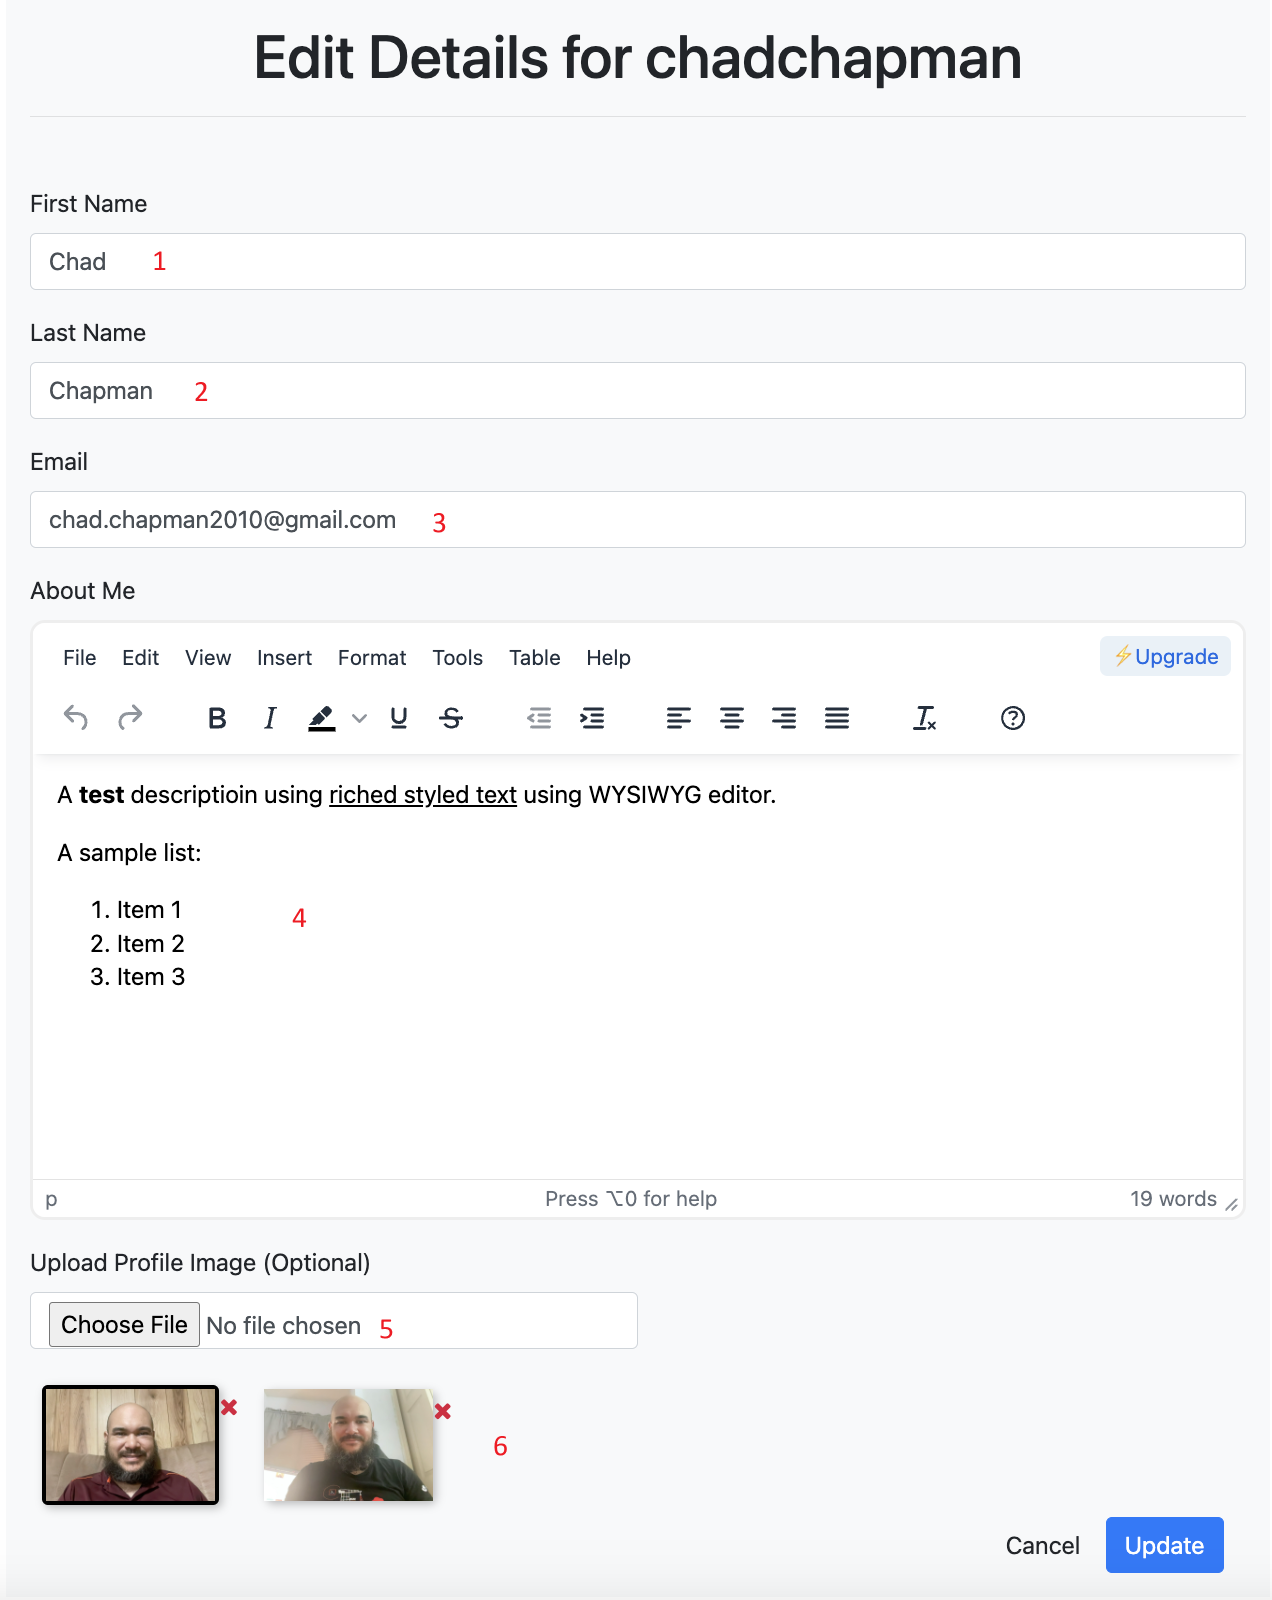 Edit Details for chadchapman
First Name
Chad 1
Last Name
Chapman 2
Email
chad.chapman2010@gmail.com 3
About Me
File Edit View Insert Format Tools Table Help ⚡Upgrade
B I U S
A test descriptioin using riched styled text using WYSIWYG editor.
A sample list:
1. Item 1
4
2. Item 2
3. Item 3
p Press ⌥0 for help 19 words
Upload Profile Image (Optional)
Choose File No file chosen 5
6
Cancel Update